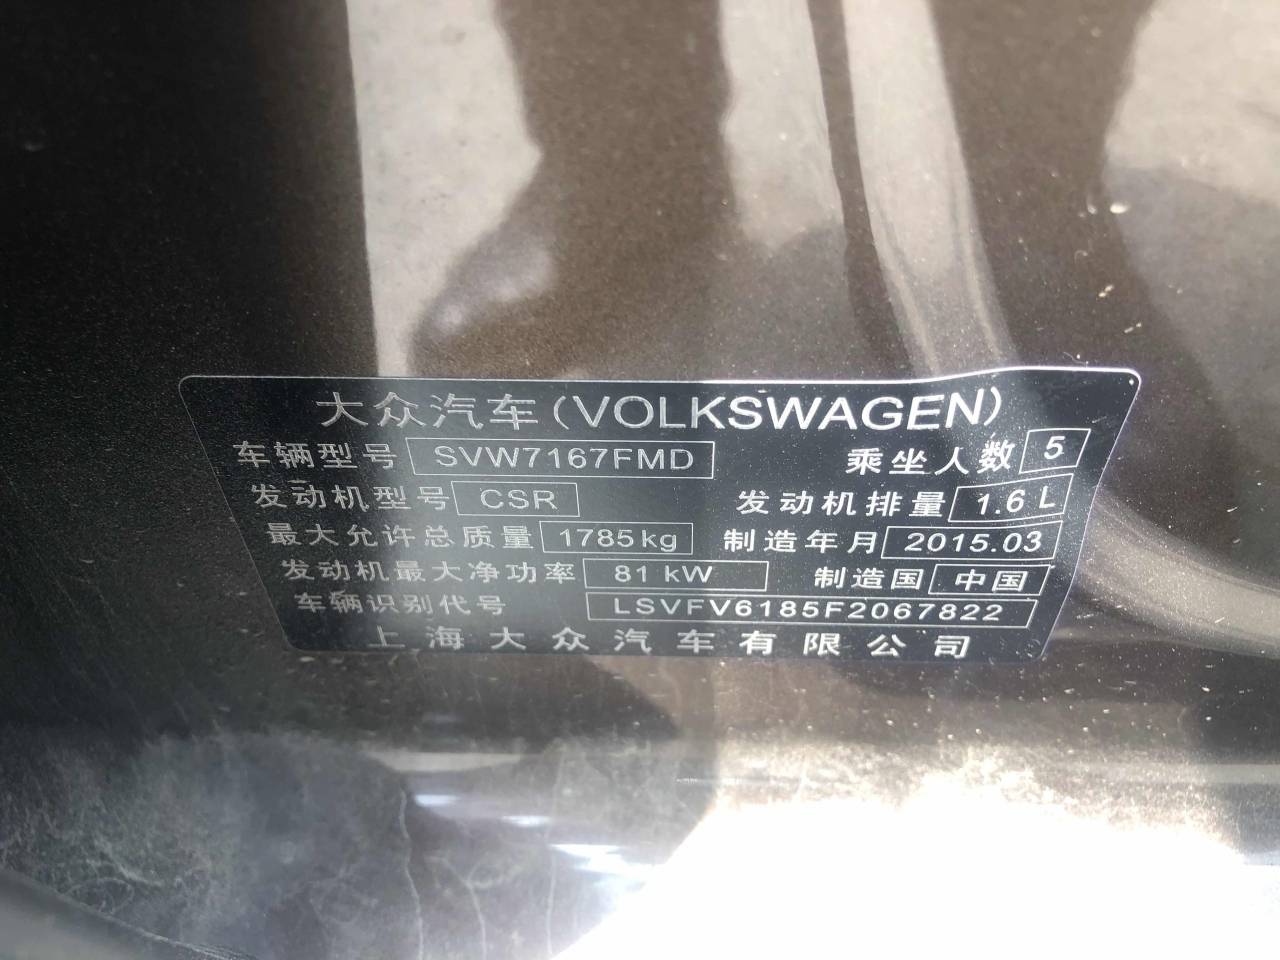 大众汽车(VOLKSWAGEN)
车辆型号 SVW7167FMD 乘坐人数 5
发动机型号 CSR 发动机排量 1.6 L
最大允许总质量 1785kg 制造年月 2015.03
发动机最大净功率 81 kW 制造国 中国
车辆识别代号 LSVFV6185F2067822
上海大众汽车有限公司